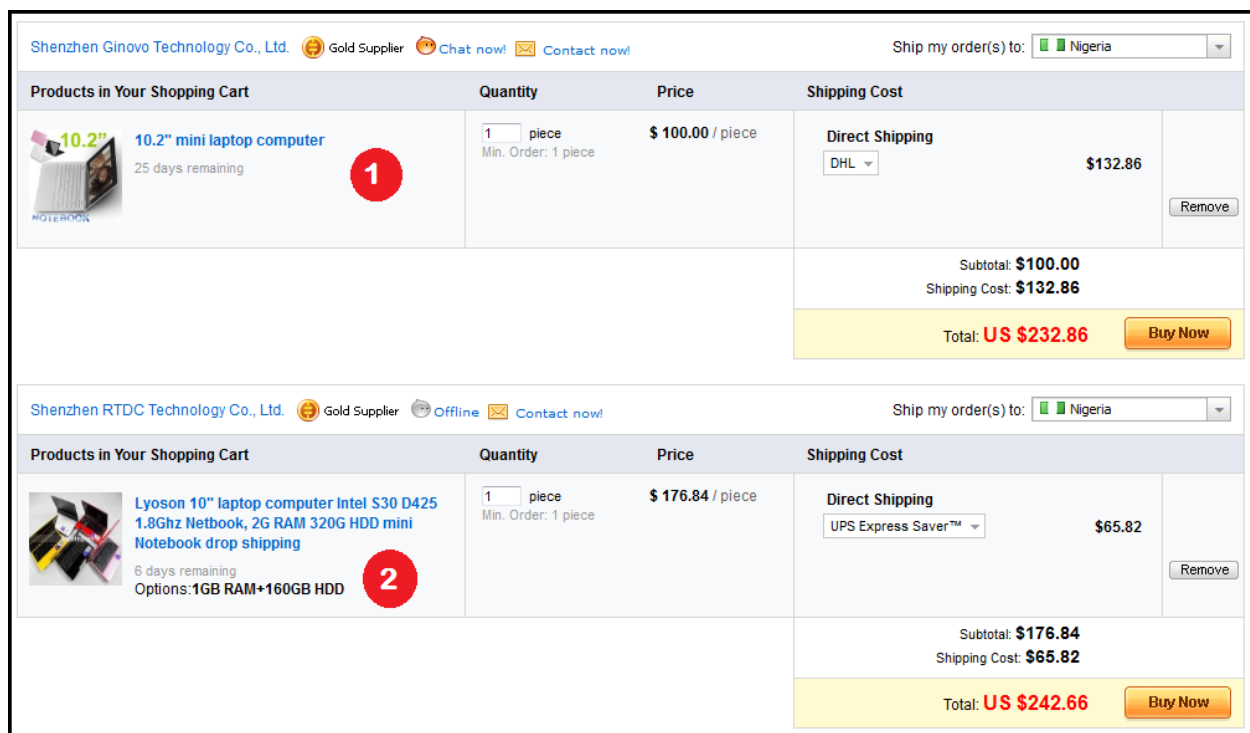 Shenzhen Ginovo Technology Co., Ltd. Gold Supplier Chat now! Contact now! Ship my order(s) to: Nigeria
Products in Your Shopping Cart Quantity Price Shipping Cost
10.2"
NOTEBOOK
10.2" mini laptop computer
25 days remaining
1
1 piece
Min. Order: 1 piece
$ 100.00 / piece
Direct Shipping
DHL $132.86
Remove
Subtotal: $100.00
Shipping Cost: $132.86
Total: US $232.86 Buy Now
Shenzhen RTDC Technology Co., Ltd. Gold Supplier Offline Contact now! Ship my order(s) to: Nigeria
Products in Your Shopping Cart Quantity Price Shipping Cost
Lyoson 10" laptop computer Intel S30 D425
1.8Ghz Netbook, 2G RAM 320G HDD mini
Notebook drop shipping
6 days remaining
Options:1GB RAM+160GB HDD
2
1 piece
Min. Order: 1 piece
$ 176.84 / piece
Direct Shipping
UPS Express Saver™ $65.82
Remove
Subtotal: $176.84
Shipping Cost: $65.82
Total: US $242.66 Buy Now